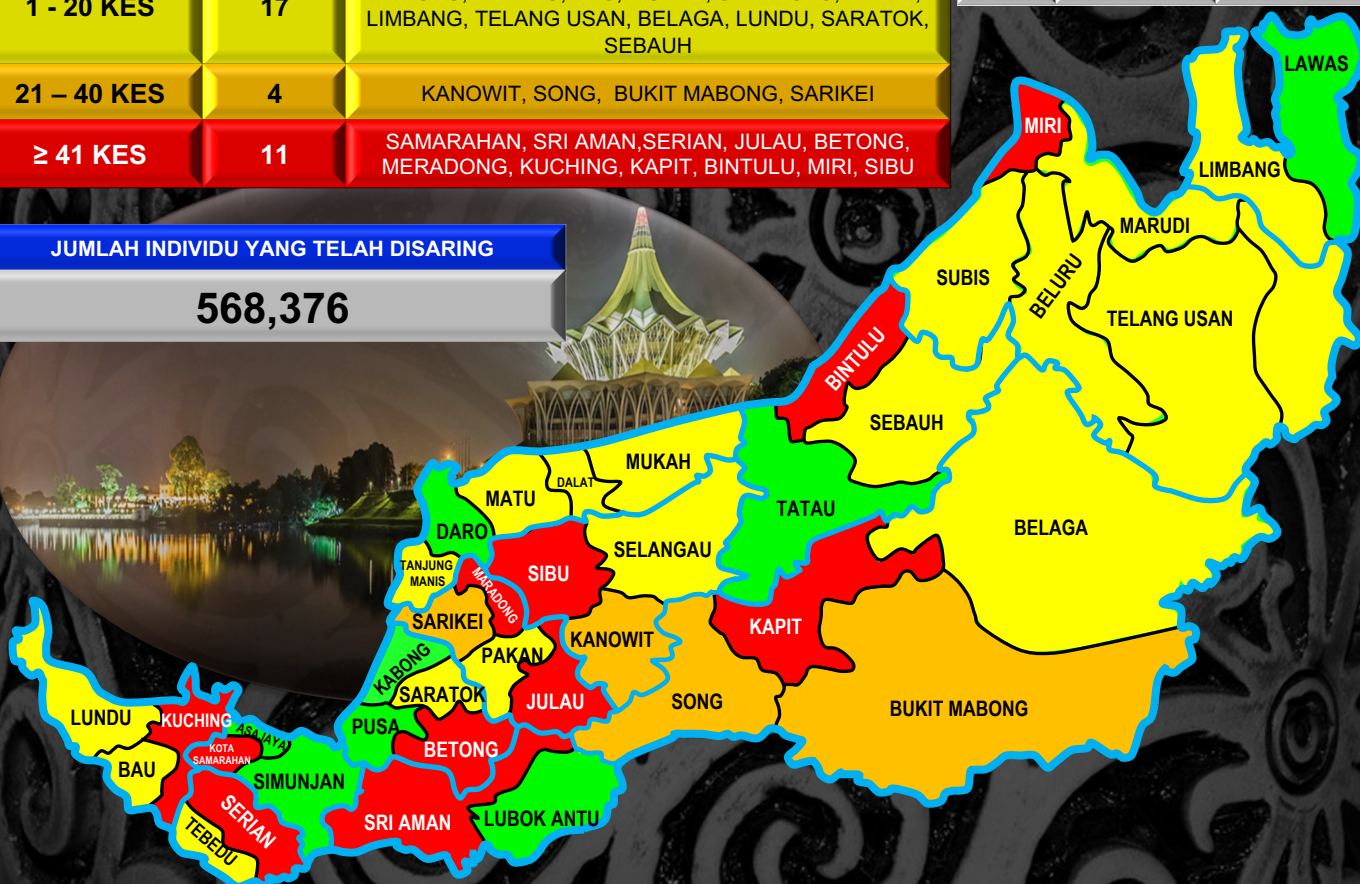 1 - 20 KES
17
LIMBANG, TELANG USAN, BELAGA, LUNDU, SARATOK,
SEBAUH
21 – 40 KES
4
KANOWIT, SONG, BUKIT MABONG, SARIKEI
≥ 41 KES
11
SAMARAHAN, SRI AMAN,SERIAN, JULAU, BETONG,
MERADONG, KUCHING, KAPIT, BINTULU, MIRI, SIBU
JUMLAH INDIVIDU YANG TELAH DISARING
568,376
LAWAS
MIRI
LIMBANG
MARUDI
SUBIS
BELURU
TELANG USAN
BINTULU
SEBAUH
MUKAH
DALAT
MATU
TATAU
BELAGA
DARO
SELANGAU
TANJUNG
MANIS
SIBU
MARADONG
SARIKEI
KANOWIT
KAPIT
PAKAN
KABONG
SARATOK
JULAU
SONG
BUKIT MABONG
LUNDU
KUCHING
PUSA
ASAJAYA
BETONG
KOTA
SAMARAHAN
BAU
SIMUNJAN
SERIAN
SRI AMAN
LUBOK ANTU
TEBEDU